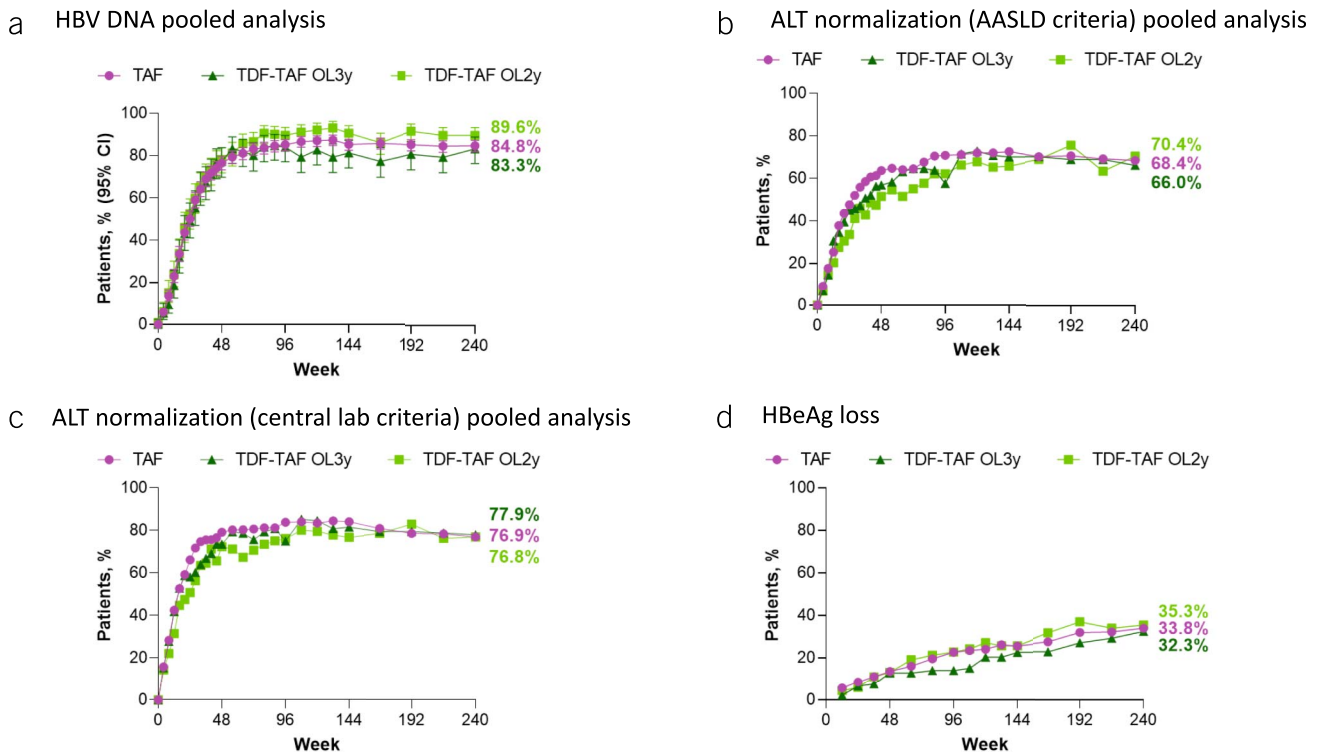 a HBV DNA pooled analysis
TAF TDF-TAF OL3y TDF-TAF OL2y
Patients, % (95% CI)
100
80
60
40
20
0
0 48 96 144 192 240
Week
89.6%
84.8%
83.3%
b ALT normalization (AASLD criteria) pooled analysis
TAF TDF-TAF OL3y TDF-TAF OL2y
Patients, %
100
80
60
40
20
0
0 48 96 144 192 240
Week
70.4%
68.4%
66.0%
c ALT normalization (central lab criteria) pooled analysis
TAF TDF-TAF OL3y TDF-TAF OL2y
Patients, %
100
80
60
40
20
0
0 48 96 144 192 240
Week
77.9%
76.9%
76.8%
d HBeAg loss
TAF TDF-TAF OL3y TDF-TAF OL2y
Patients, %
100
80
60
40
20
0
0 48 96 144 192 240
Week
35.3%
33.8%
32.3%